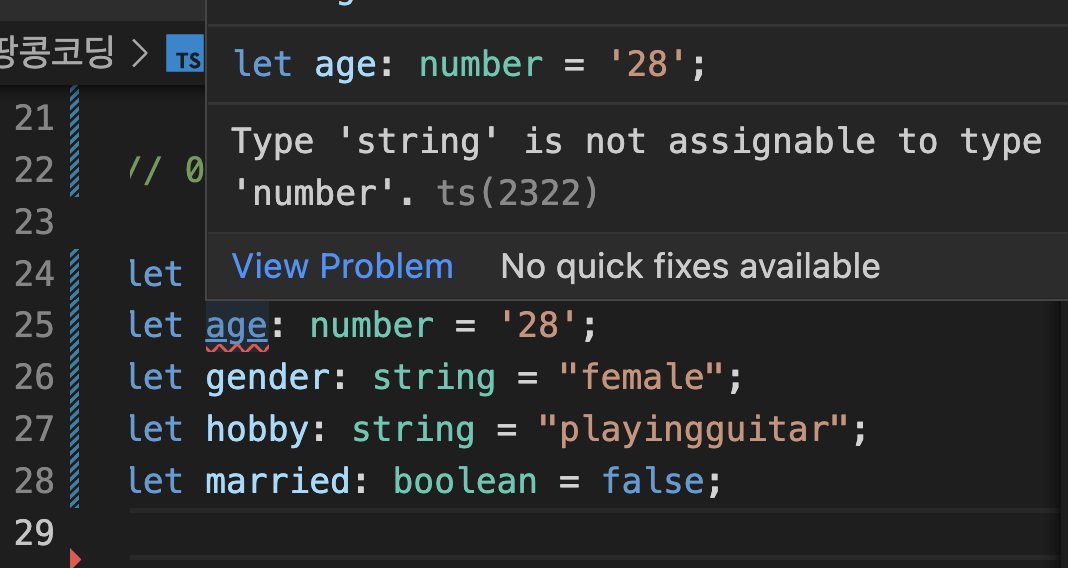 땅콩코딩 > TS
let age: number = '28';
Type 'string' is not assignable to type
'number'. ts(2322)
View Problem No quick fixes available
21
22 // 0
23
24 let
25 let age: number = '28';
26 let gender: string = "female";
27 let hobby: string = "playingguitar";
28 let married: boolean = false;
29